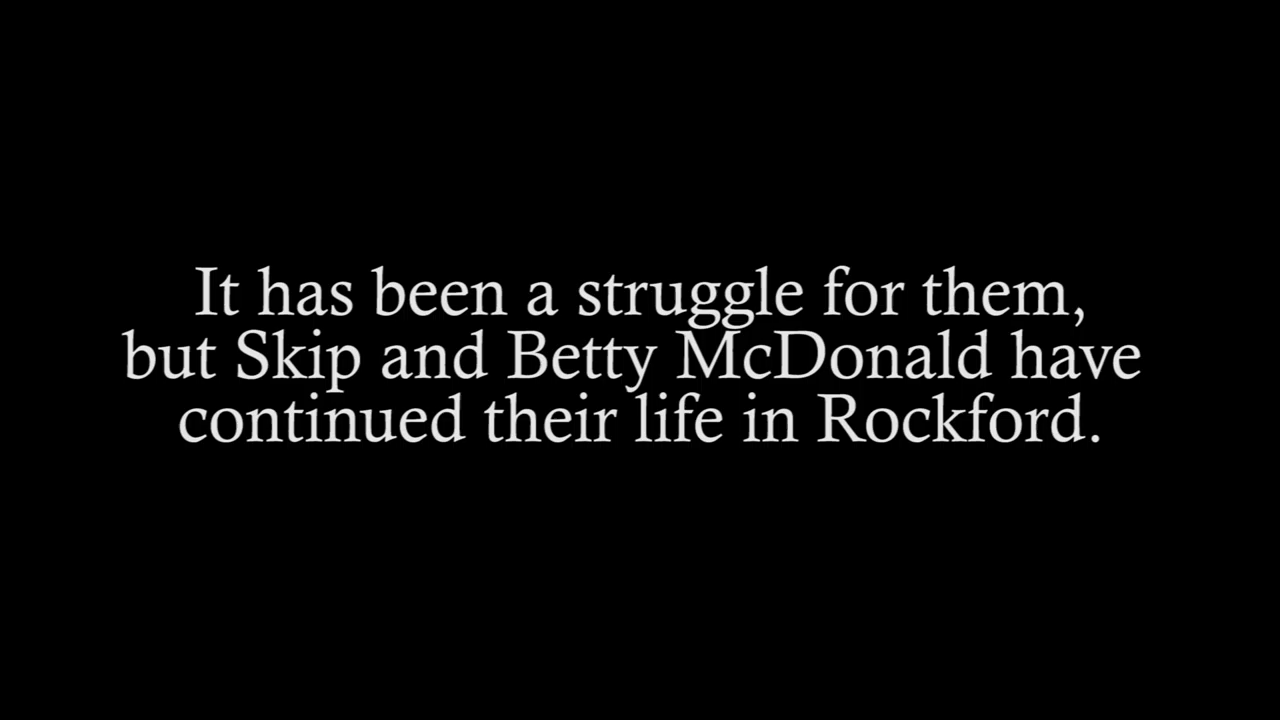 It has been a struggle for them,
but Skip and Betty McDonald have
continued their life in Rockford.